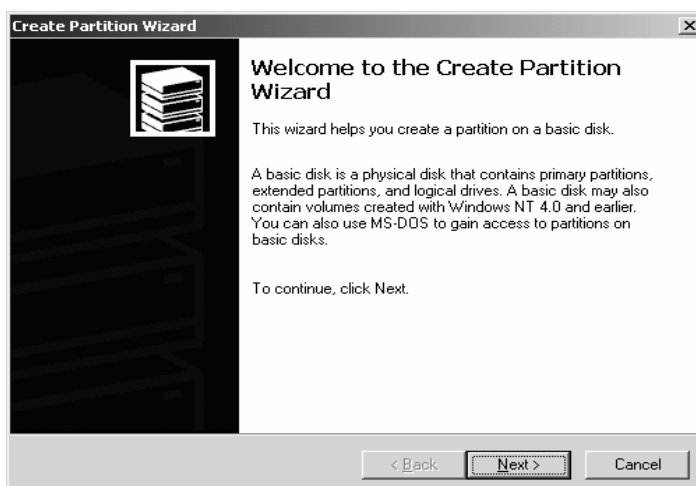 Create Partition Wizard
Welcome to the Create Partition
Wizard
This wizard helps you create a partition on a basic disk.
A basic disk is a physical disk that contains primary partitions,
extended partitions, and logical drives. A basic disk may also
contain volumes created with Windows NT 4.0 and earlier.
You can also use MS-DOS to gain access to partitions on
basic disks.
To continue, click Next.
< Back
Next >
Cancel